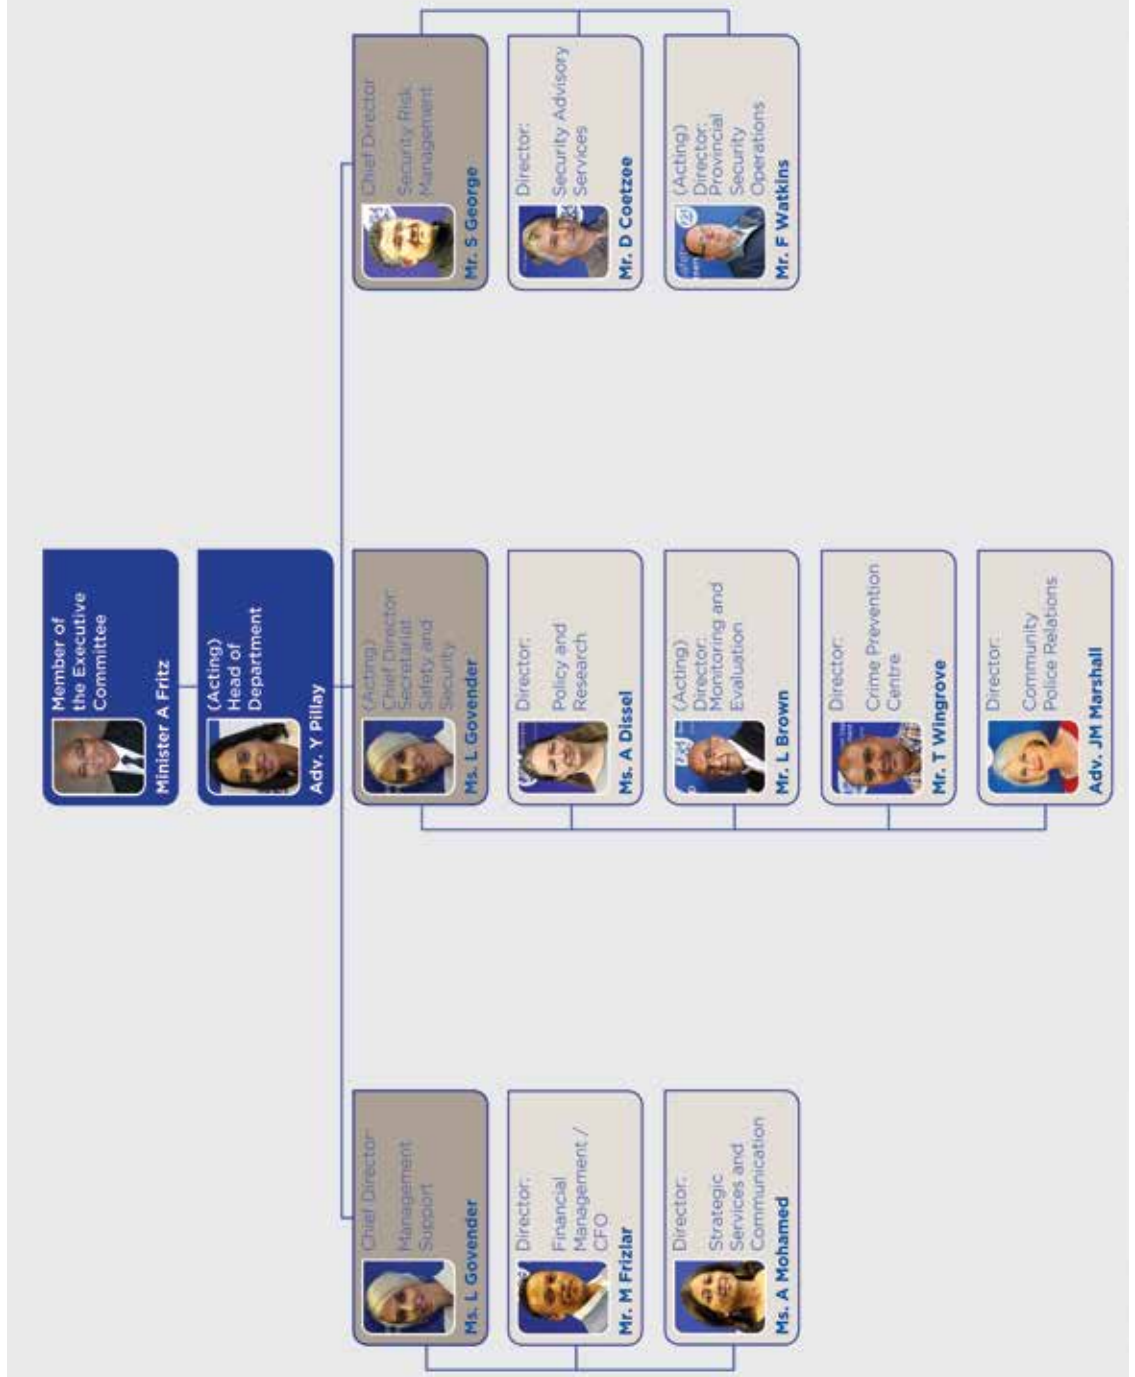 Member of
the Executive
Committee
Minister A Fritz
(Acting)
Head of
Department
Adv. Y Pillay
Chief Director:
Management
Support
Ms. L Govender
Director:
Financial
Management /
CFO
Mr. M Frizlar
Director:
Strategic
Services and
Communication
Ms. A Mohamed
(Acting)
Chief Director:
Secretariat
Safety and
Security
Ms. L Govender
Director:
Policy and
Research
Ms. A Dissel
(Acting)
Director:
Monitoring and
Evaluation
Mr. L Brown
Director:
Crime Prevention
Centre
Mr. T Wingrove
Director:
Community
Police Relations
Adv. JM Marshall
Chief Director
Security Risk
Management
Mr. S George
Director:
Security Advisory
Services
Mr. D Coetzee
(Acting)
Director:
Provincial
Security
Operations
Mr. F Watkins